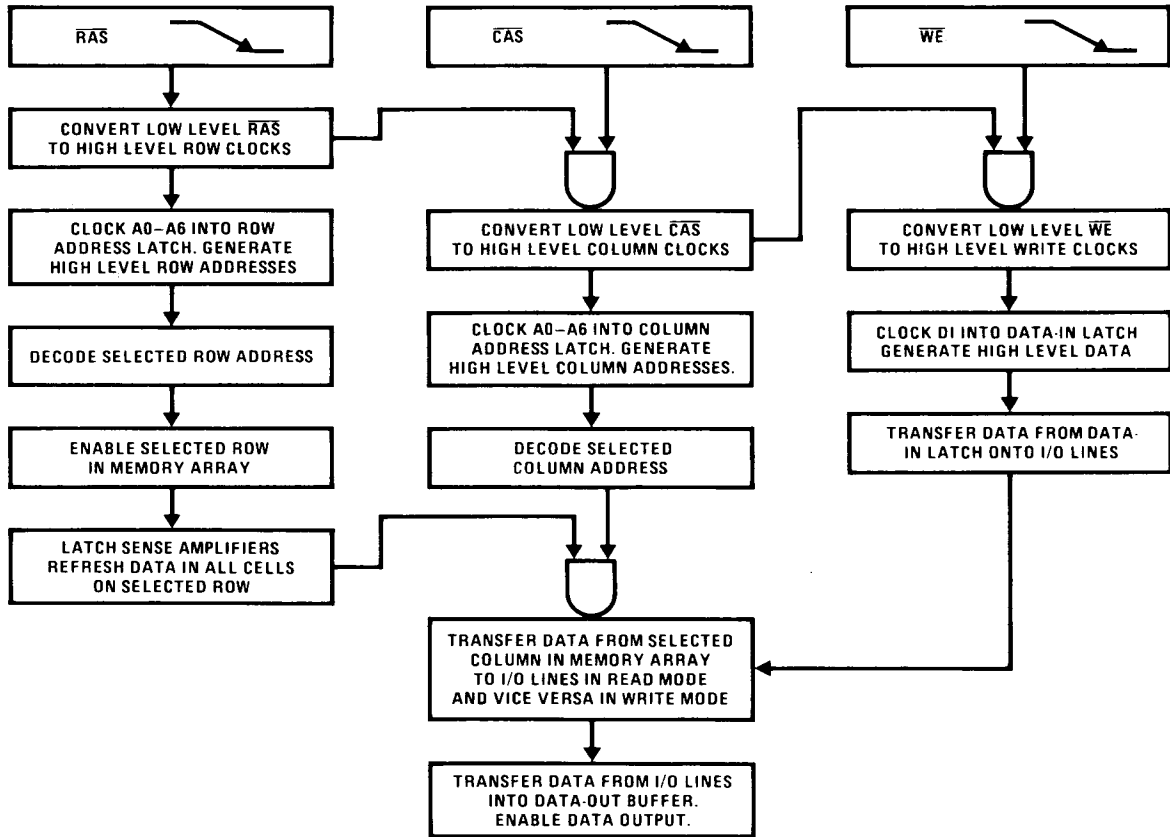 RAS
CONVERT LOW LEVEL RAS
TO HIGH LEVEL ROW CLOCKS
CLOCK A0–A6 INTO ROW
ADDRESS LATCH. GENERATE
HIGH LEVEL ROW ADDRESSES
DECODE SELECTED ROW ADDRESS
ENABLE SELECTED ROW
IN MEMORY ARRAY
LATCH SENSE AMPLIFIERS
REFRESH DATA IN ALL CELLS
ON SELECTED ROW
CAS
CONVERT LOW LEVEL CAS
TO HIGH LEVEL COLUMN CLOCKS
CLOCK A0–A6 INTO COLUMN
ADDRESS LATCH. GENERATE
HIGH LEVEL COLUMN ADDRESSES.
DECODE SELECTED
COLUMN ADDRESS
TRANSFER DATA FROM SELECTED
COLUMN IN MEMORY ARRAY
TO I/O LINES IN READ MODE
AND VICE VERSA IN WRITE MODE
TRANSFER DATA FROM I/O LINES
INTO DATA-OUT BUFFER.
ENABLE DATA OUTPUT.
WE
CONVERT LOW LEVEL WE
TO HIGH LEVEL WRITE CLOCKS
CLOCK DI INTO DATA-IN LATCH
GENERATE HIGH LEVEL DATA
TRANSFER DATA FROM DATA-
IN LATCH ONTO I/O LINES